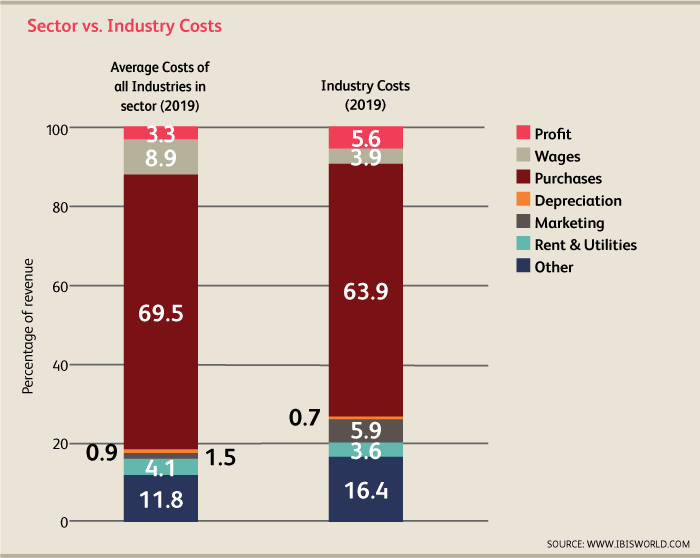 Sector vs. Industry Costs
Average Costs of
all Industries in
sector (2019)
Industry Costs
(2019)
Percentage of revenue
100
80
60
40
20
0
3.3
8.9
69.5
0.9
1.5
4.1
11.8
5.6
3.9
63.9
0.7
5.9
3.6
16.4
Profit
Wages
Purchases
Depreciation
Marketing
Rent & Utilities
Other
SOURCE: WWW.IBISWORLD.COM